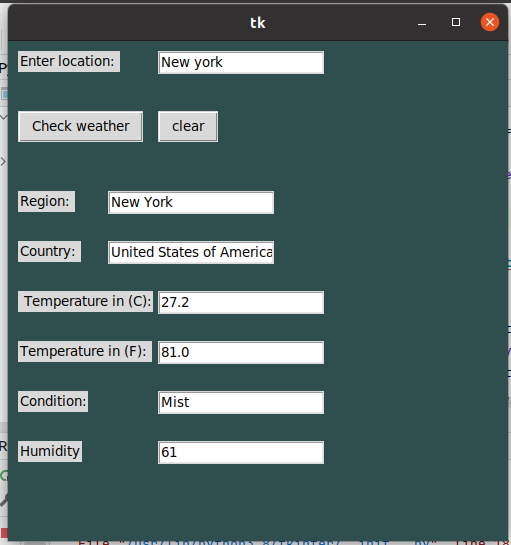 tk
Enter location: New york
Check weather clear
Region: New York
Country: United States of America
Temperature in (C): 27.2
Temperature in (F): 81.0
Condition: Mist
Humidity 61